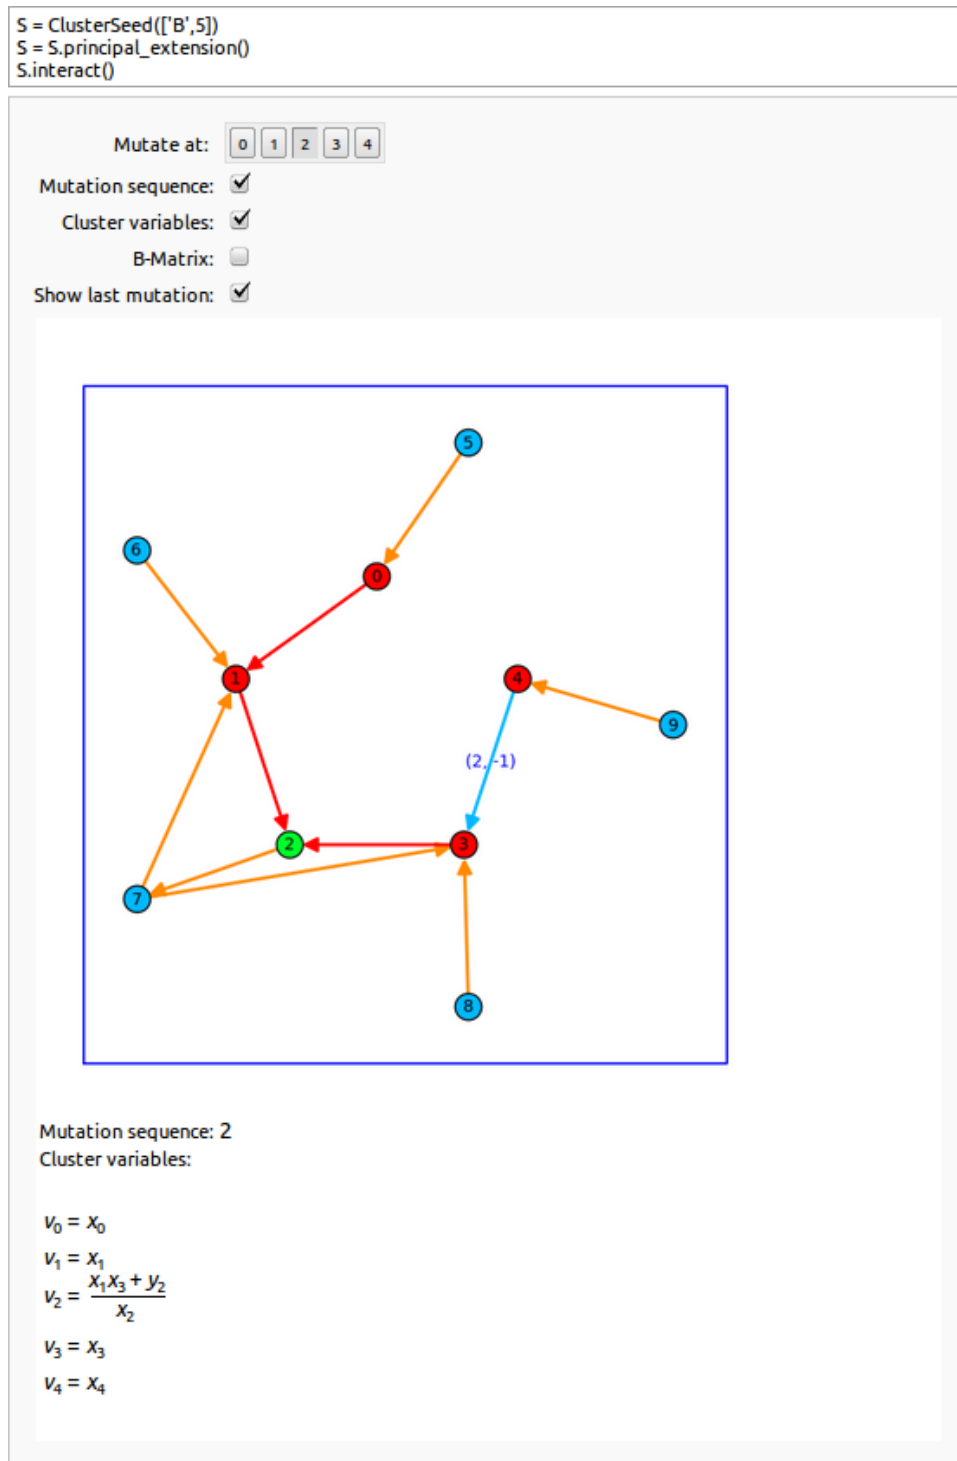 S = ClusterSeed(['B',5])
S = S.principal_extension()
S.interact()
Mutate at: 0 1 2 3 4
Mutation sequence:
Cluster variables:
B-Matrix:
Show last mutation:
5
6
0
1
4
9
(2, -1)
2
3
7
8
Mutation sequence: 2
Cluster variables:
v₀ = x₀
v₁ = x₁
v₂ = (x₁x₃ + y₂) / x₂
v₃ = x₃
v₄ = x₄